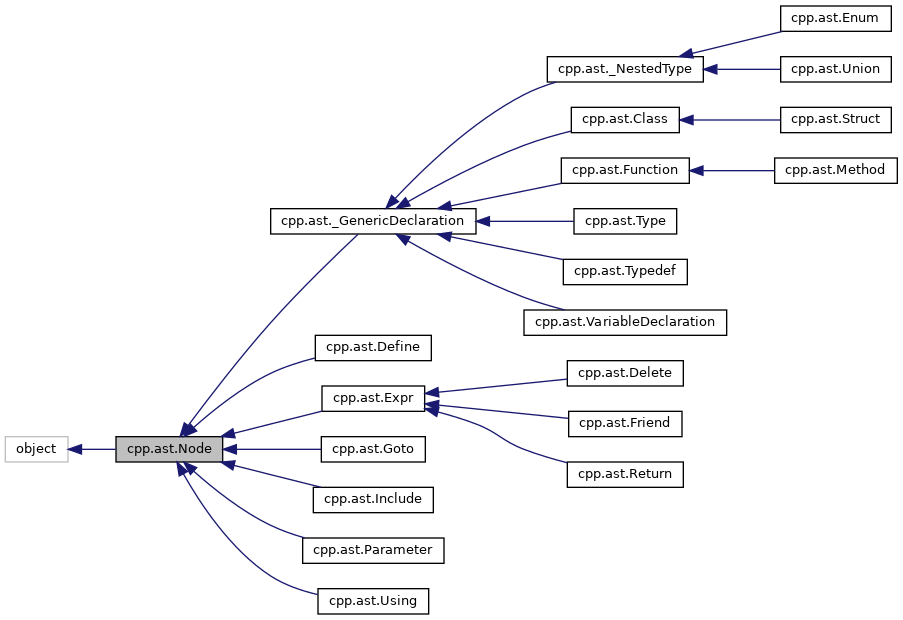 cpp.ast.Enum
cpp.ast._NestedType
cpp.ast.Union
cpp.ast.Class
cpp.ast.Struct
cpp.ast.Function
cpp.ast.Method
cpp.ast._GenericDeclaration
cpp.ast.Type
cpp.ast.Typedef
cpp.ast.VariableDeclaration
cpp.ast.Define
cpp.ast.Delete
cpp.ast.Expr
cpp.ast.Friend
object
cpp.ast.Node
cpp.ast.Goto
cpp.ast.Return
cpp.ast.Include
cpp.ast.Parameter
cpp.ast.Using